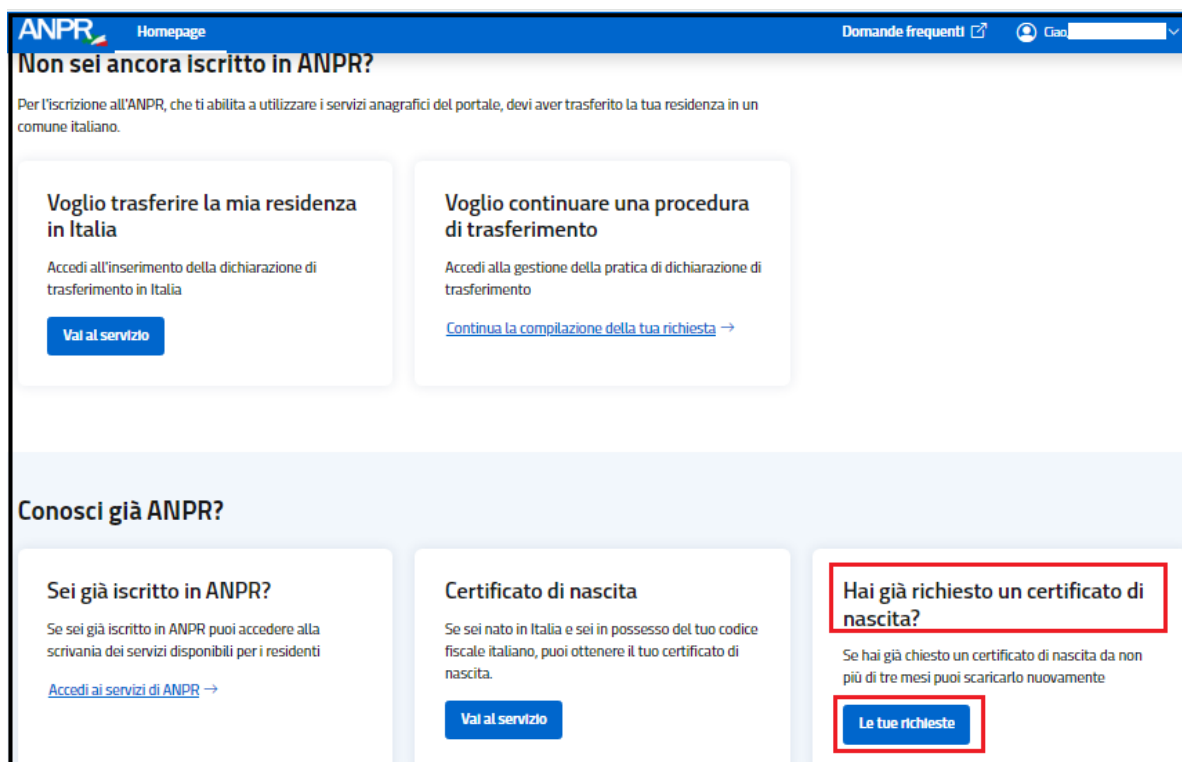 ANPR Homepage Domande frequenti Ciao,
Non sei ancora iscritto in ANPR?
Per l'iscrizione all'ANPR, che ti abilita a utilizzare i servizi anagrafici del portale, devi aver trasferito la tua residenza in un
comune italiano.
Voglio trasferire la mia residenza
in Italia
Accedi all'inserimento della dichiarazione di
trasferimento in Italia
Vai al servizio
Voglio continuare una procedura
di trasferimento
Accedi alla gestione della pratica di dichiarazione di
trasferimento
Continua la compilazione della tua richiesta →
Conosci già ANPR?
Sei già iscritto in ANPR?
Se sei già iscritto in ANPR puoi accedere alla
scrivania dei servizi disponibili per i residenti
Accedi ai servizi di ANPR →
Certificato di nascita
Se sei nato in Italia e sei in possesso del tuo codice
fiscale italiano, puoi ottenere il tuo certificato di
nascita.
Vai al servizio
Hai già richiesto un certificato di
nascita?
Se hai già chiesto un certificato di nascita da non
più di tre mesi puoi scaricarlo nuovamente
Le tue richieste